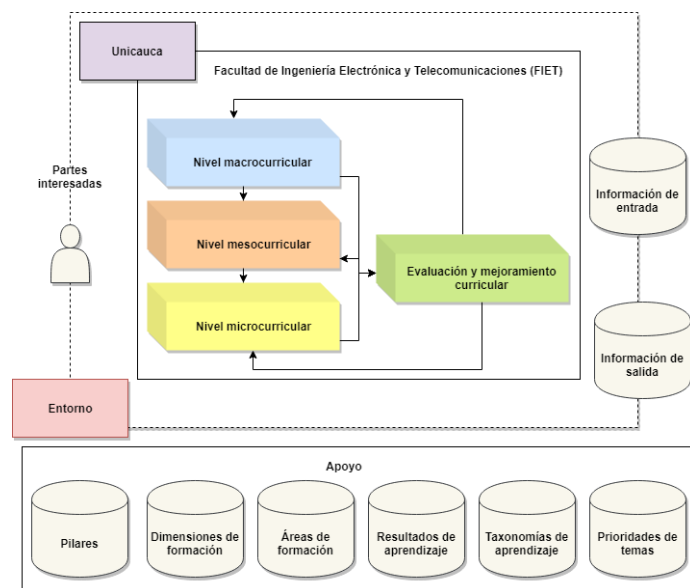 Unicauca
Facultad de Ingeniería Electrónica y Telecomunicaciones (FIET)
Nivel macrocurricular
Partes
interesadas
Información de
entrada
Nivel mesocurricular
Evaluación y mejoramiento
curricular
Nivel microcurricular
Información de
salida
Entorno
Apoyo
Pilares
Dimensiones de
formación
Áreas de
formación
Resultados de
aprendizaje
Taxonomías de
aprendizaje
Prioridades de
temas